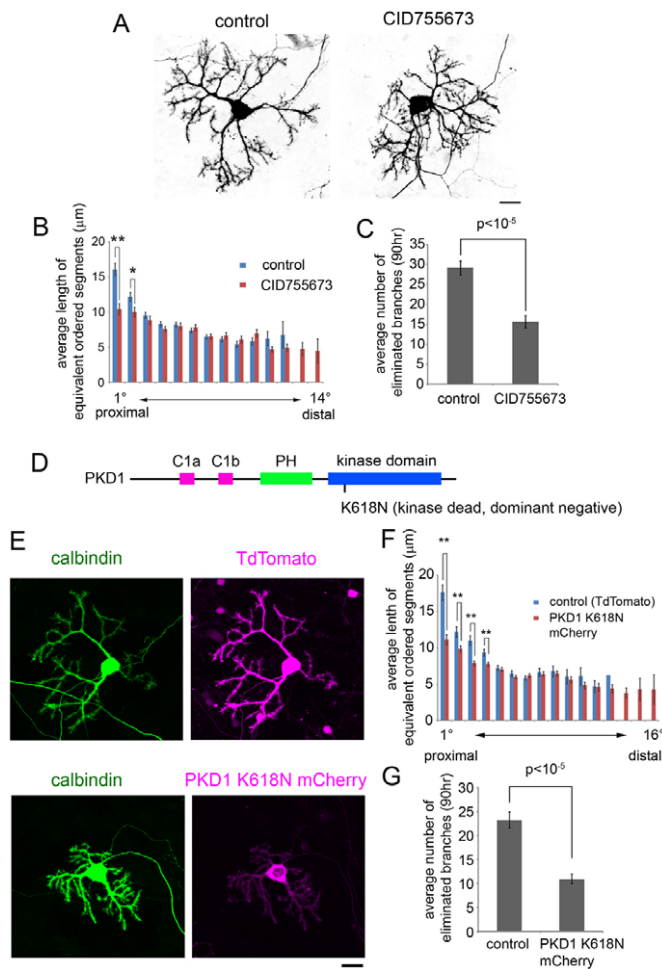 A
control
CID755673
B
average length of
equivalent ordered segments (μm)
20
15
10
5
0
**
*
control
CID755673
1°
14°
proximal
distal
C
p<10-5
average number of
eliminated branches (90hr)
35
30
25
20
15
10
5
0
control
CID755673
D
C1a
C1b
PH
kinase domain
PKD1
K618N (kinase dead, dominant negative)
E
calbindin
TdTomato
calbindin
PKD1 K618N mCherry
F
average lenth of
equivalent ordered segments (μm)
20
15
10
5
0
**
**
**
**
control (TdTomato)
PKD1 K618N
mCherry
1°
16°
proximal
distal
G
p<10-5
average number of
eliminated branches (90hr)
30
25
20
15
10
5
0
control
PKD1 K618N
mCherry